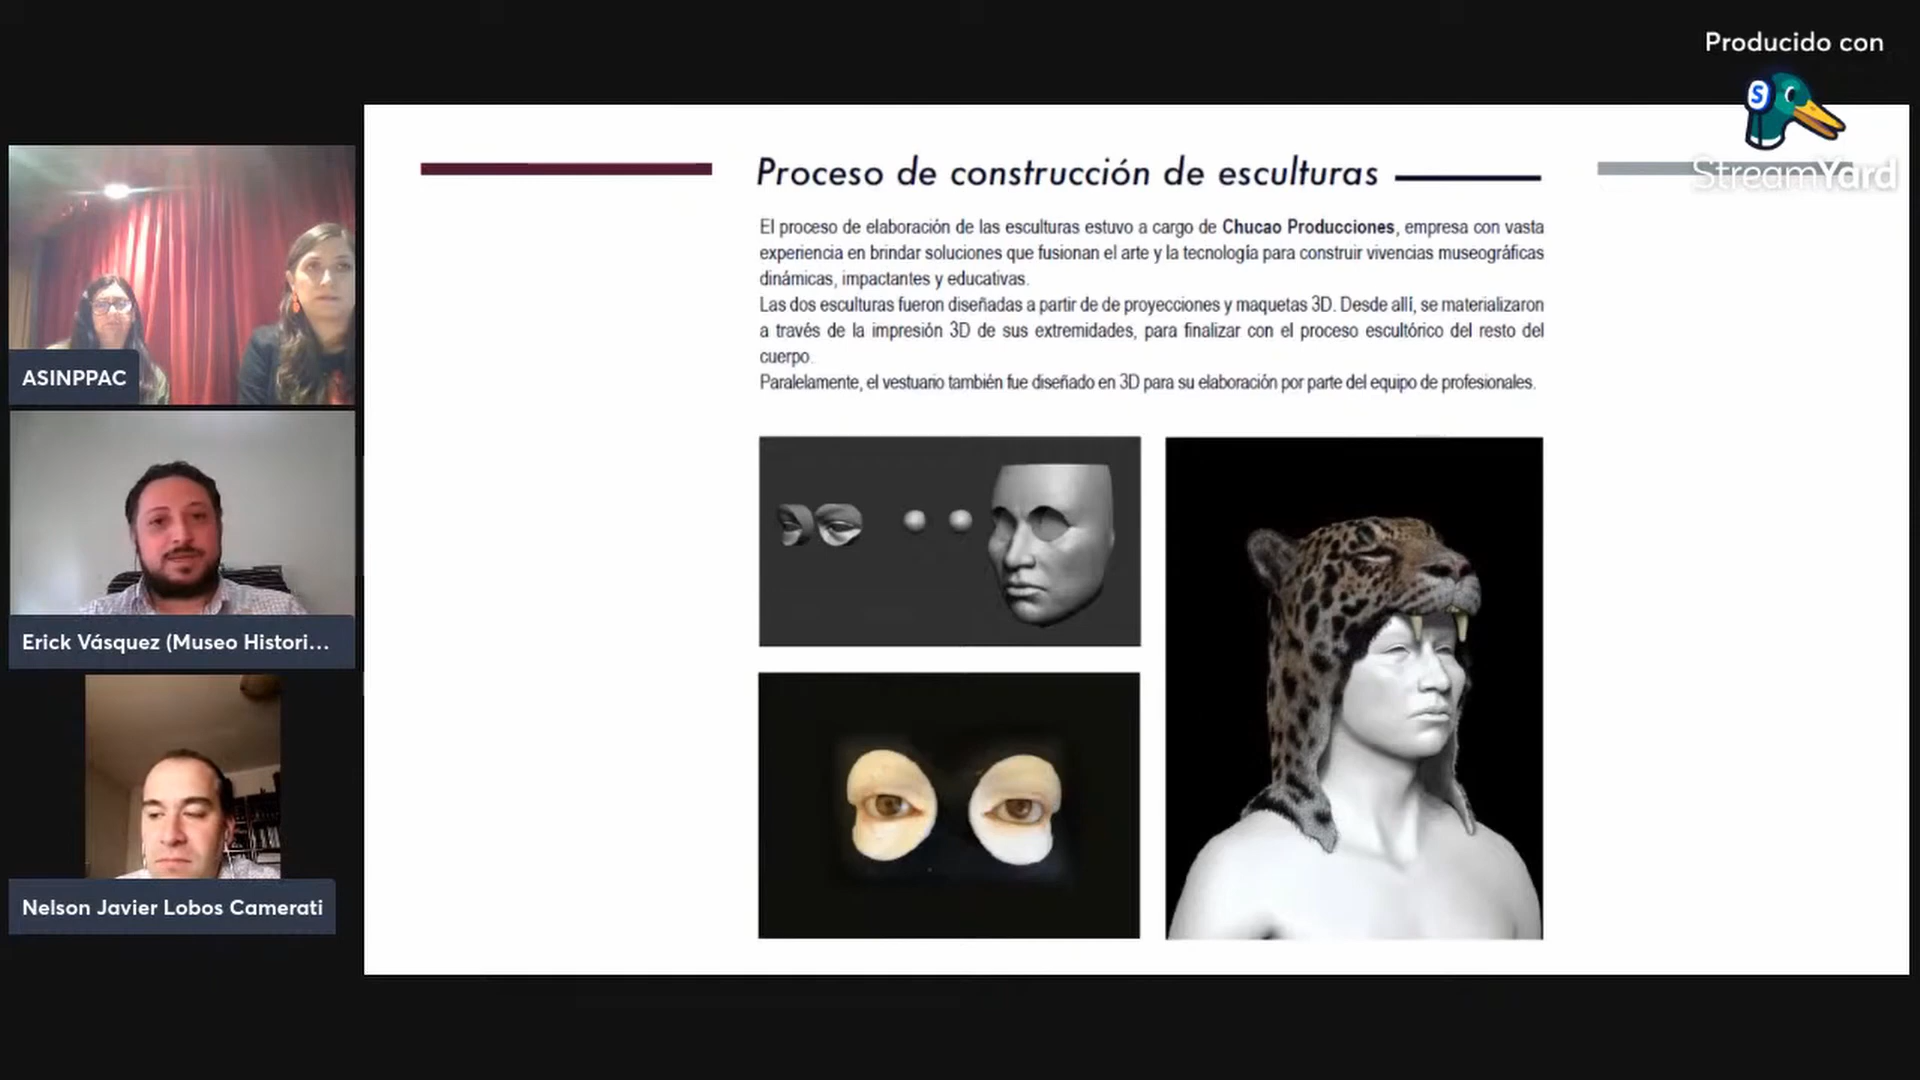 Producido con
S
StreamYard
Proceso de construcción de esculturas
El proceso de elaboración de las esculturas estuvo a cargo de Chucao Producciones, empresa con vasta
experiencia en brindar soluciones que fusionan el arte y la tecnología para construir vivencias museográficas
dinámicas, impactantes y educativas.
Las dos esculturas fueron diseñadas a partir de de proyecciones y maquetas 3D. Desde allí, se materializaron
a través de la impresión 3D de sus extremidades, para finalizar con el proceso escultórico del resto del
cuerpo.
Paralelamente, el vestuario también fue diseñado en 3D para su elaboración por parte del equipo de profesionales.
ASINPPAC
Erick Vásquez (Museo Histori...
Nelson Javier Lobos Camerati